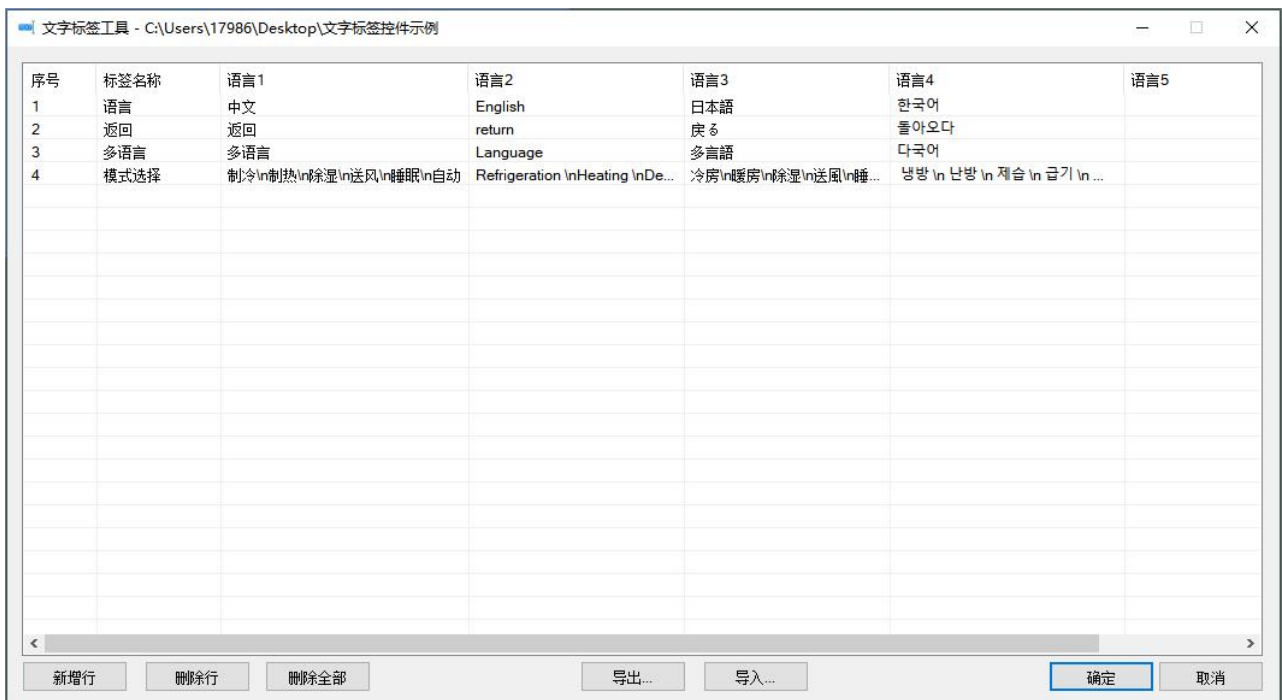 文字标签工具 - C:\Users\17986\Desktop\文字标签控件示例
序号 标签名称 语言1 语言2 语言3 语言4 语言5
1 语言 中文 English 日本語 한국어
2 返回 返回 return 戻る 돌아오다
3 多语言 多语言 Language 多言語 다국어
4 模式选择 制冷\n制热\n除湿\n送风\n睡眠\n自动 Refrigeration \nHeating \nDe... 冷房\n暖房\n除湿\n送風\n睡... 냉방 \n 난방 \n 제습 \n 급기 \n ...
新增行 删除行 删除全部 导出... 导入... 确定 取消